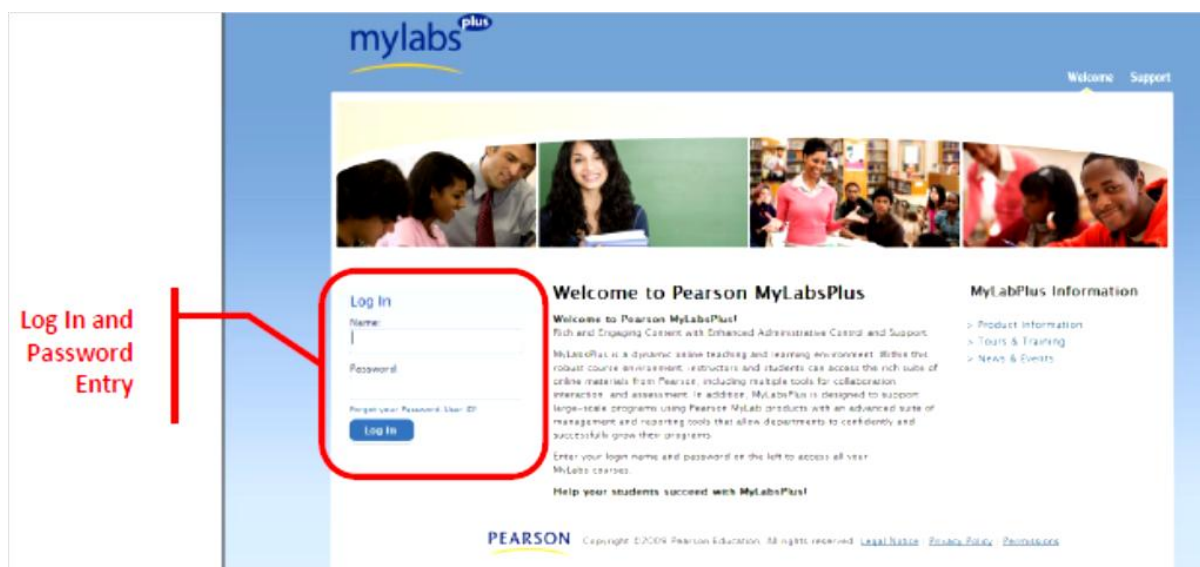 mylabs plus
Welcome Support
Log In and
Password
Entry
Log In
Name:
Password:
Forgot your Password/User ID?
Log In
Welcome to Pearson MyLabsPlus
Welcome to Pearson MyLabsPlus!
Rich and Engaging Content with Enhanced Administrative Control and Support.
MyLabsPlus is a dynamic online teaching and learning environment. Within this
robust course environment, instructors and students can access the rich suite of
online materials from Pearson, including multiple tools for collaboration,
interaction, and assessment. In addition, MyLabsPlus is designed to support
large-scale programs using Pearson MyLab products with an advanced suite of
management and reporting tools that allow departments to confidently and
successfully grow their programs.
Enter your login name and password on the left to access all your
MyLabs courses.
Help your students succeed with MyLabsPlus!
MyLabPlus Information
> Product Information
> Tours & Training
> News & Events
PEARSON Copyright ©2009 Pearson Education. All rights reserved. Legal Notice | Privacy Policy | Permissions